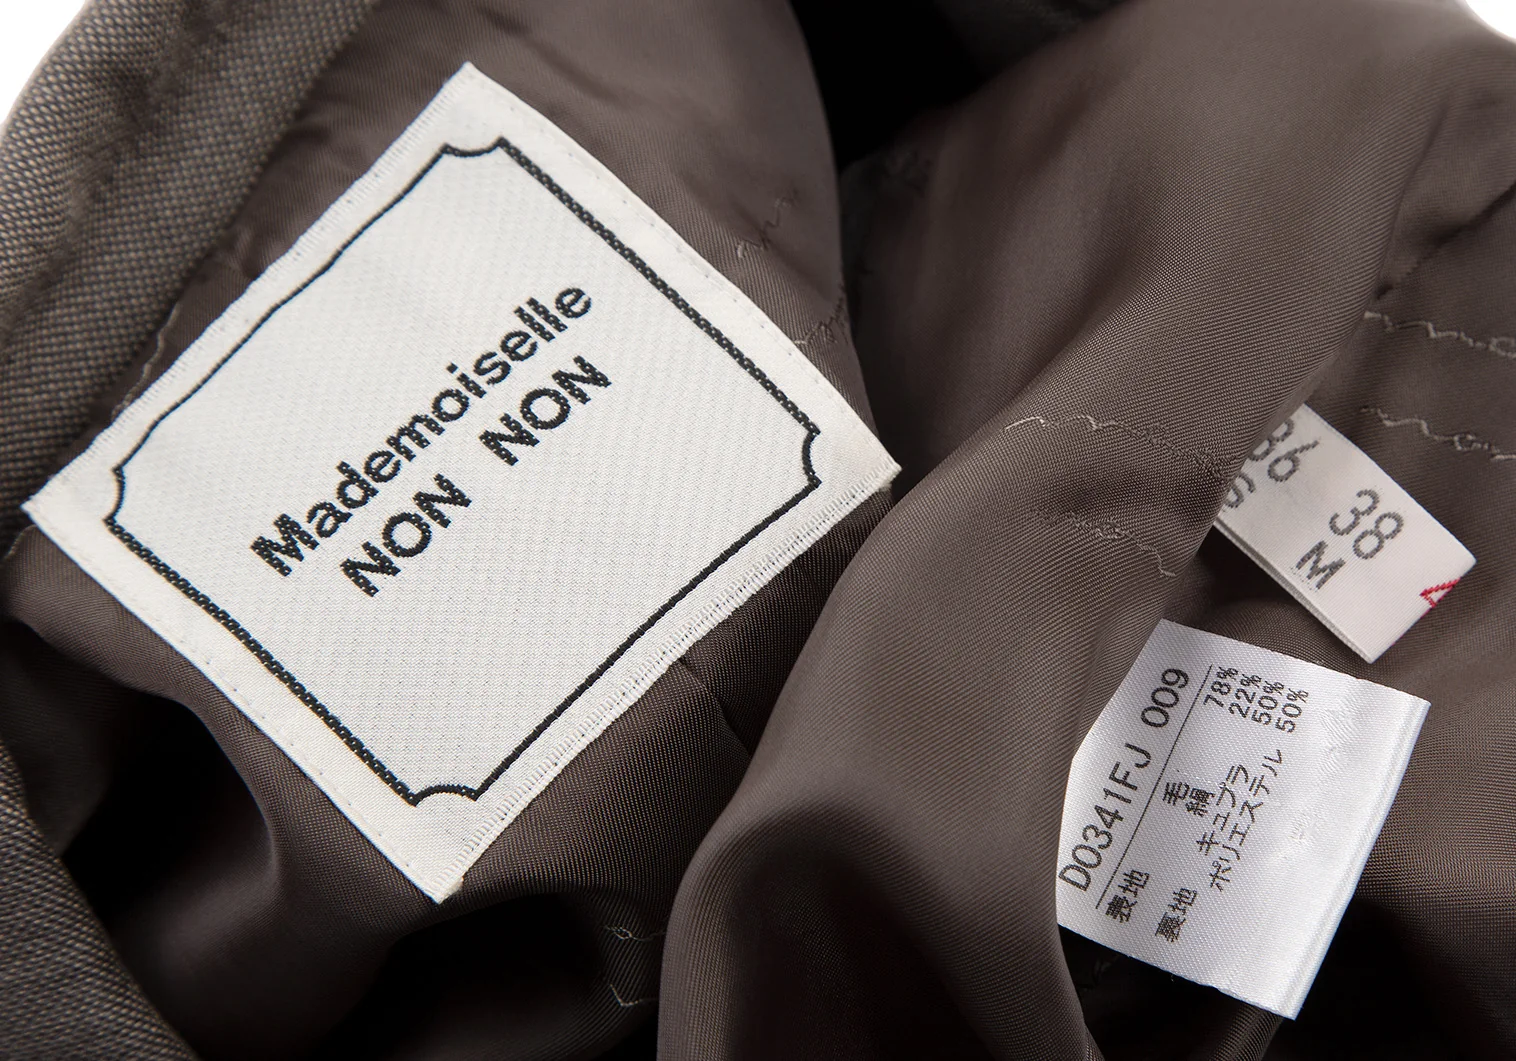 Mademoiselle
NON NON
36 38
S M
D0341FJ 009
表地 毛 78%
絹 22%
裏地 キュプラ 50%
ポリエステル 50%